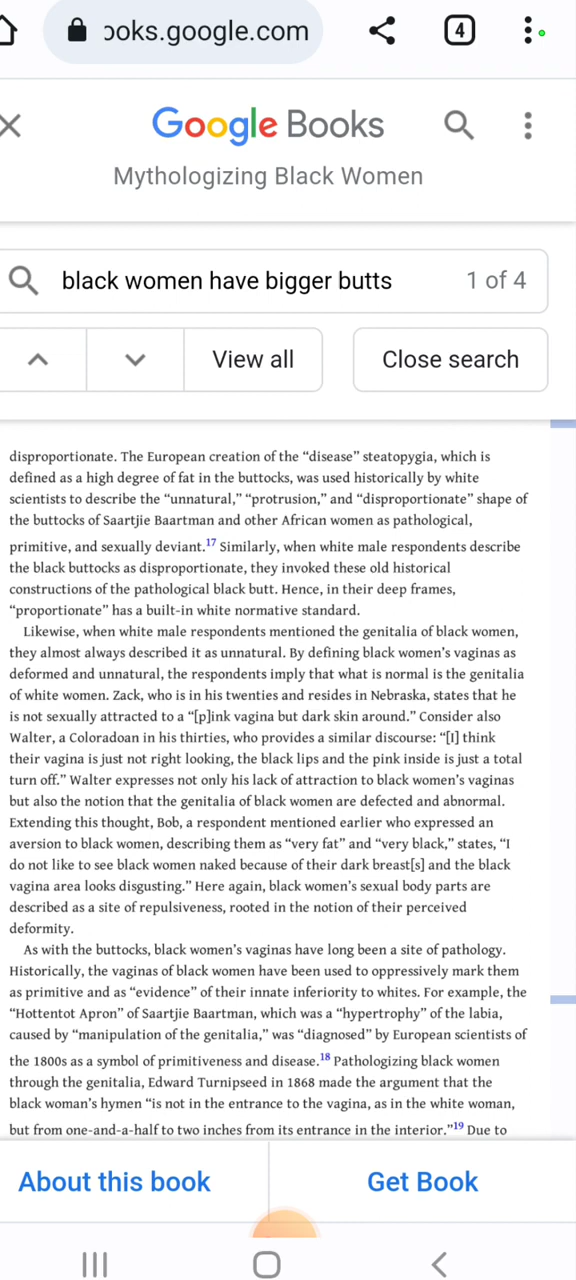 ooks.google.com
4
Google Books
Mythologizing Black Women
black women have bigger butts 1 of 4
View all
Close search
disproportionate. The European creation of the “disease” steatopygia, which is
defined as a high degree of fat in the buttocks, was used historically by white
scientists to describe the “unnatural,” “protrusion,” and “disproportionate” shape of
the buttocks of Saartjie Baartman and other African women as pathological,
primitive, and sexually deviant.17 Similarly, when white male respondents describe
the black buttocks as disproportionate, they invoked these old historical
constructions of the pathological black butt. Hence, in their deep frames,
“proportionate” has a built-in white normative standard.
Likewise, when white male respondents mentioned the genitalia of black women,
they almost always described it as unnatural. By defining black women’s vaginas as
deformed and unnatural, the respondents imply that what is normal is the genitalia
of white women. Zack, who is in his twenties and resides in Nebraska, states that he
is not sexually attracted to a “[p]ink vagina but dark skin around.” Consider also
Walter, a Coloradoan in his thirties, who provides a similar discourse: “[I] think
their vagina is just not right looking, the black lips and the pink inside is just a total
turn off.” Walter expresses not only his lack of attraction to black women’s vaginas
but also the notion that the genitalia of black women are defected and abnormal.
Extending this thought, Bob, a respondent mentioned earlier who expressed an
aversion to black women, describing them as “very fat” and “very black,” states, “I
do not like to see black women naked because of their dark breast[s] and the black
vagina area looks disgusting.” Here again, black women’s sexual body parts are
described as a site of repulsiveness, rooted in the notion of their perceived
deformity.
As with the buttocks, black women’s vaginas have long been a site of pathology.
Historically, the vaginas of black women have been used to oppressively mark them
as primitive and as “evidence” of their innate inferiority to whites. For example, the
“Hottentot Apron” of Saartjie Baartman, which was a “hypertrophy” of the labia,
caused by “manipulation of the genitalia,” was “diagnosed” by European scientists of
the 1800s as a symbol of primitiveness and disease.18 Pathologizing black women
through the genitalia, Edward Turnipseed in 1868 made the argument that the
black woman’s hymen “is not in the entrance to the vagina, as in the white woman,
but from one-and-a-half to two inches from its entrance in the interior.”19 Due to
About this book
Get Book